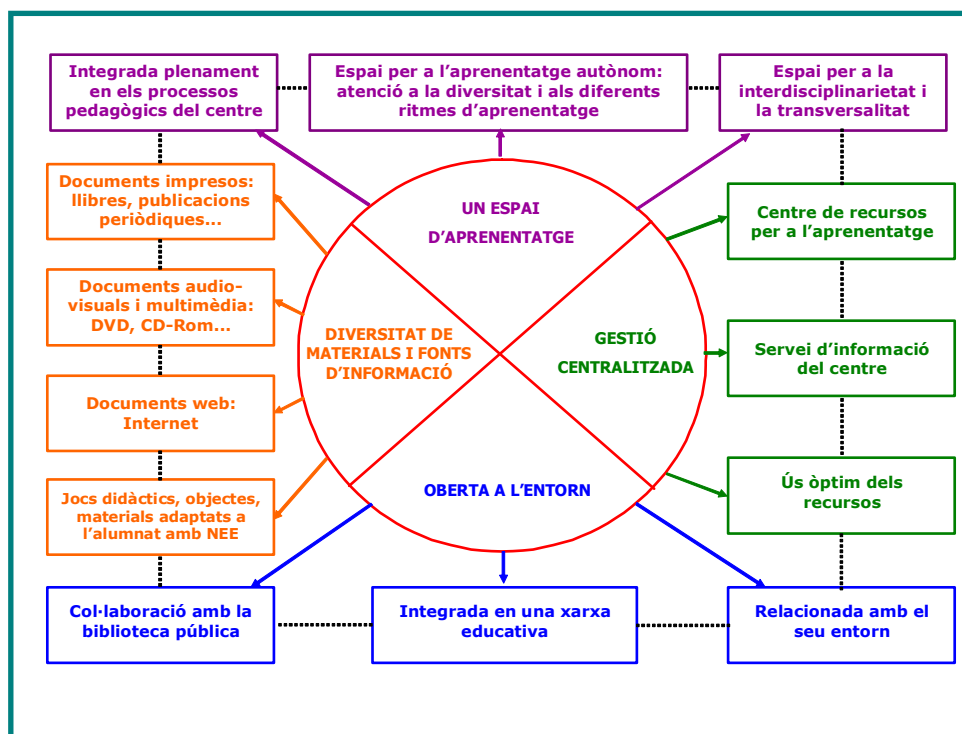 Integrada plenament
en els processos
pedagògics del centre
Espai per a l'aprenentatge autònom:
atenció a la diversitat i als diferents
ritmes d'aprenentatge
Espai per a la
interdisciplinarietat i
la transversalitat
Documents impresos:
llibres, publicacions
periòdiques...
Documents audio-
visuals i multimèdia:
DVD, CD-Rom...
Documents web:
Internet
Jocs didàctics, objectes,
materials adaptats a
l'alumnat amb NEE
UN ESPAI
D'APRENENTATGE
DIVERSITAT DE
MATERIALS I FONTS
D'INFORMACIÓ
GESTIÓ
CENTRALITZADA
OBERTA A L'ENTORN
Centre de recursos
per a l'aprenentatge
Servei d'informació
del centre
Ús òptim dels
recursos
Col·laboració amb la
biblioteca pública
Integrada en una xarxa
educativa
Relacionada amb el
seu entorn